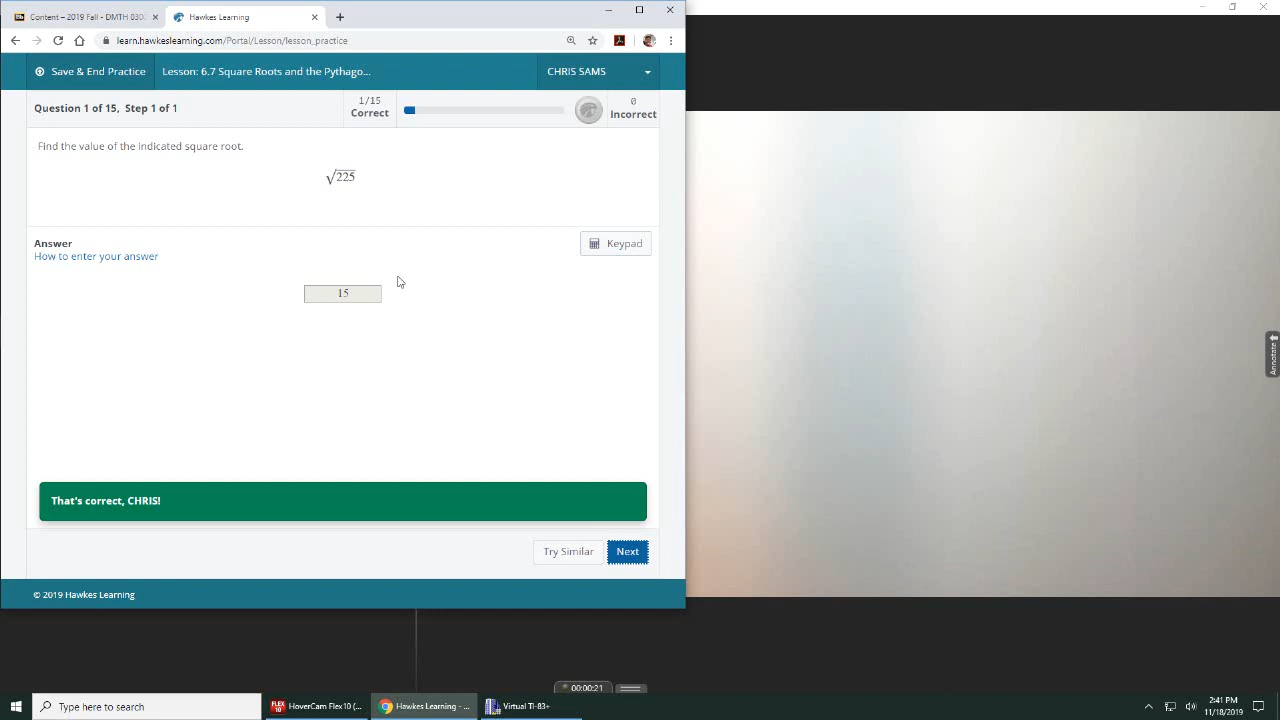 Content – 2019 Fall - DMTH 030
Hawkes Learning
learn.hawkeslearning.com/Portal/Lesson/lesson_practice
Save & End Practice
Lesson: 6.7 Square Roots and the Pythago...
CHRIS SAMS
Question 1 of 15, Step 1 of 1
1/15
Correct
0
Incorrect
Find the value of the indicated square root.
√225
Answer
How to enter your answer
Keypad
15
That's correct, CHRIS!
Try Similar
Next
© 2019 Hawkes Learning
Annotate
00:00:21
Type here to search
FLEX 10
HoverCam Flex10 (...
Hawkes Learning - ...
Virtual TI-83+
2:41 PM
11/18/2019